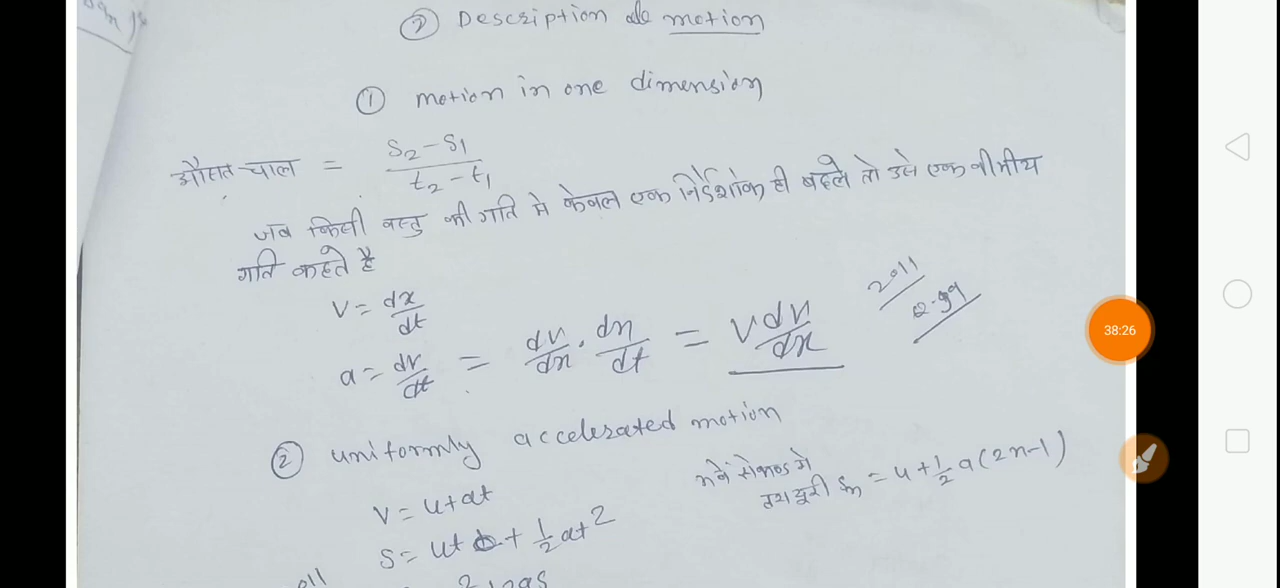 ② Description of motion
① motion in one dimension
औसत चाल = S₂-S₁/t₂-t₁
जब किसी वस्तु की गति मे केवल एक निर्देशांक ही बदले तो उसे एक वीमीय
गति कहते है
V = dx/dt
2011
Q.99
a = dv/dt = dv/dx . dx/dt = V dv/dx
② uniformly accelerated motion
nवें सेकण्ड मे
तय दूरी Sn = u+½a(2n-1)
V = u+at
S = ut + ½at²
38:26